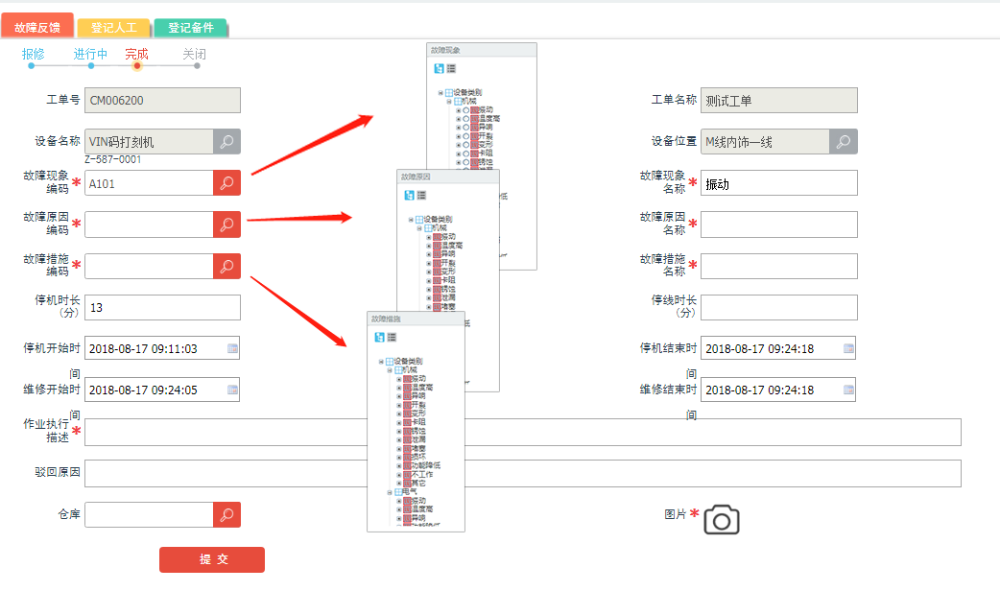 故障反馈 登记人工 登记备件
报修 进行中 完成 关闭
工单号 CM006200 工单名称 测试工单
设备名称 VIN码打刻机 设备位置 M线内饰一线
Z-587-0001
故障现象编码* A101 故障现象名称* 振动
故障原因编码* 故障原因名称*
故障措施编码* 故障措施名称*
停机时长(分) 13 停线时长(分)
停机开始时间 2018-08-17 09:11:03 停机结束时间 2018-08-17 09:24:18
维修开始时间 2018-08-17 09:24:05 维修结束时间 2018-08-17 09:24:18
作业执行描述*
驳回原因
仓库 图片*
提 交
故障现象
设备类别
机械
振动
温度高
异响
开裂
变形
卡阻
锈蚀
故障原因
设备类别
机械
振动
温度高
异响
开裂
变形
卡阻
锈蚀
泄漏
堵塞
故障措施
设备类别
机械
振动
温度高
异响
开裂
变形
卡阻
锈蚀
泄漏
堵塞
损坏
功能降低
不工作
其它
电气
振动
温度高
异响
功能降低